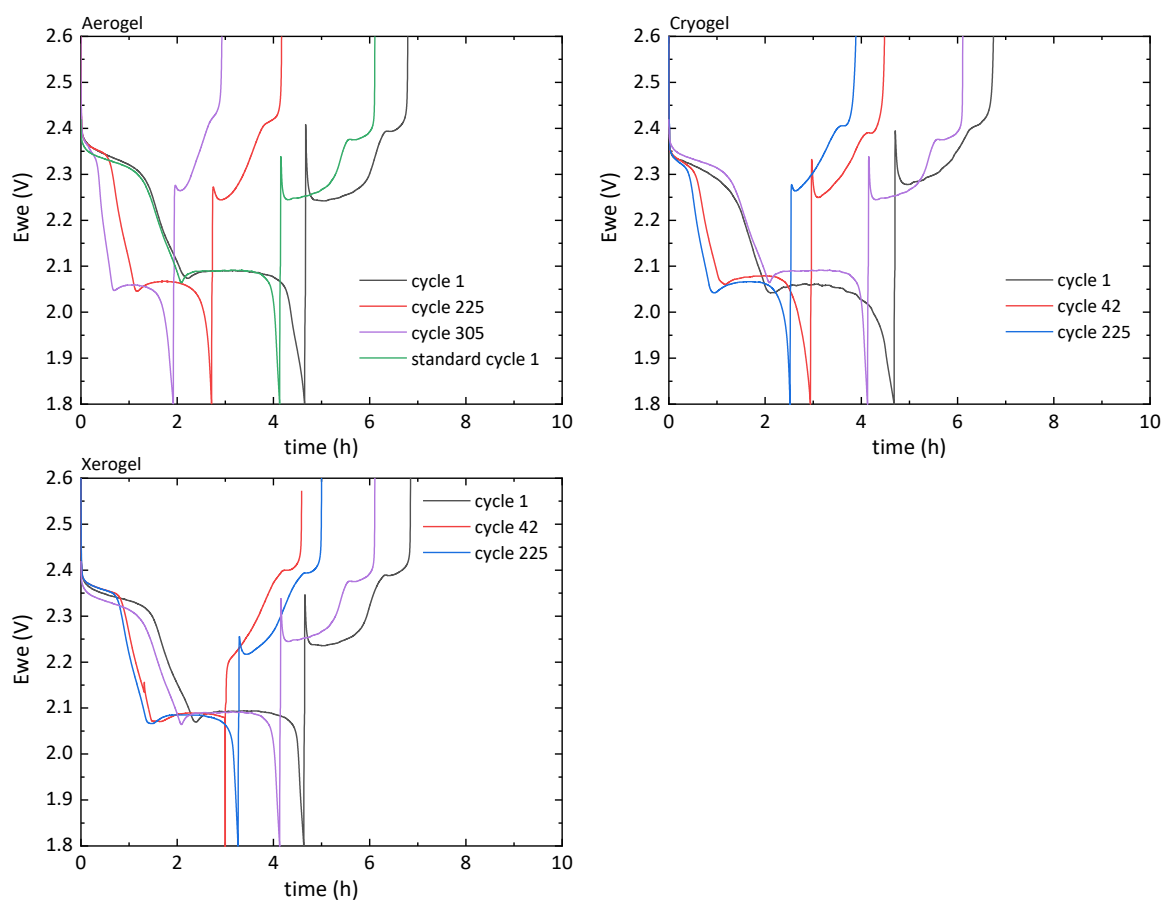 Aerogel
2.6
2.5
2.4
2.3
2.2
2.1
2.0
1.9
1.8
Ewe (V)
0 2 4 6 8 10
time (h)
cycle 1
cycle 225
cycle 305
standard cycle 1
Cryogel
2.6
2.5
2.4
2.3
2.2
2.1
2.0
1.9
1.8
Ewe (V)
0 2 4 6 8 10
time (h)
cycle 1
cycle 42
cycle 225
Xerogel
2.6
2.5
2.4
2.3
2.2
2.1
2.0
1.9
1.8
Ewe (V)
0 2 4 6 8 10
time (h)
cycle 1
cycle 42
cycle 225